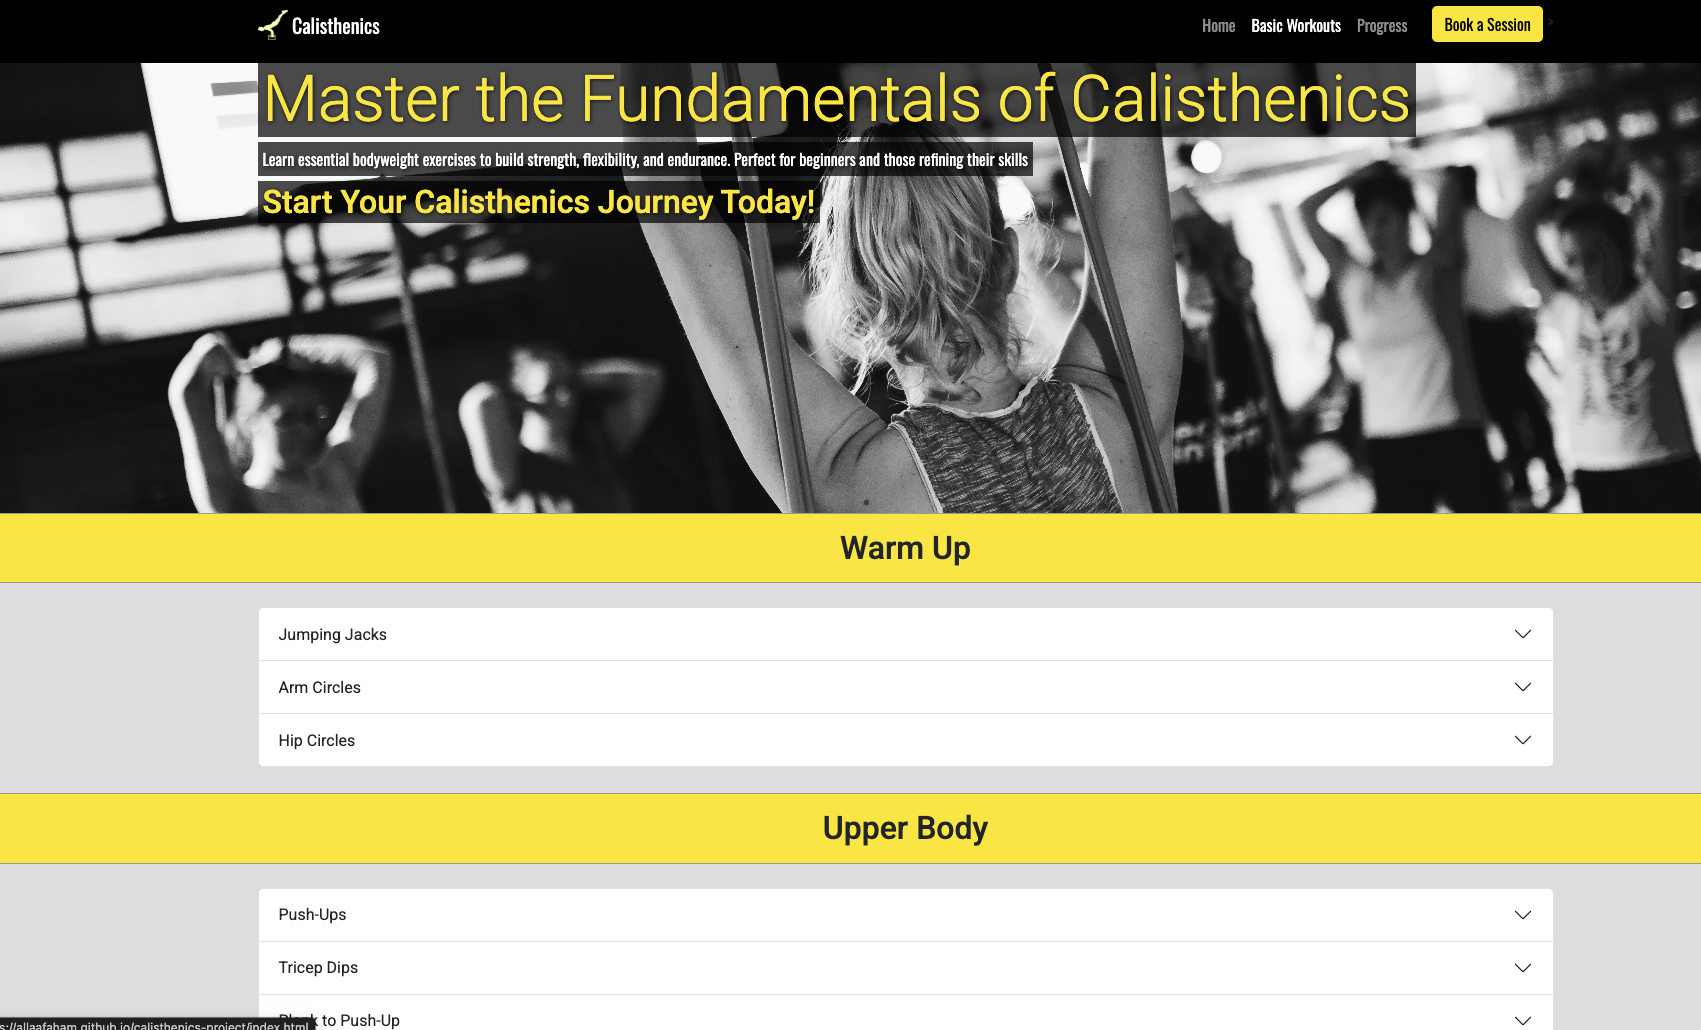 Calisthenics
Home Basic Workouts Progress Book a Session >
Master the Fundamentals of Calisthenics
Learn essential bodyweight exercises to build strength, flexibility, and endurance. Perfect for beginners and those refining their skills
Start Your Calisthenics Journey Today!
Warm Up
Jumping Jacks
Arm Circles
Hip Circles
Upper Body
Push-Ups
Tricep Dips
Plank to Push-Up
s://allaafaham.github.io/calisthenics-project/index.html